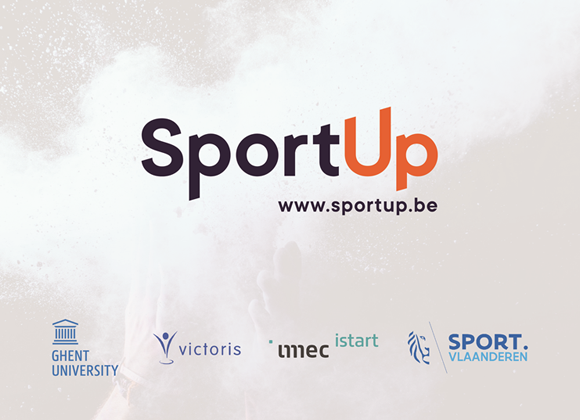 SportUp
www.sportup.be
GHENT
UNIVERSITY
victoris
imec
istart
SPORT.
VLAANDEREN